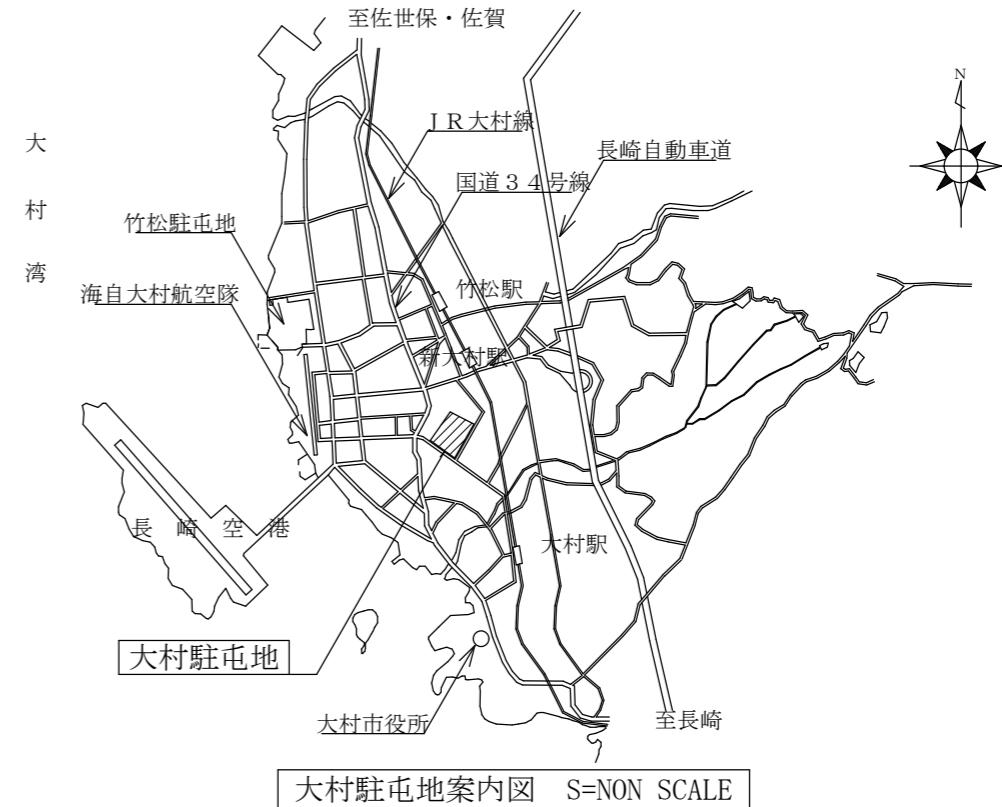 至佐世保・佐賀
N
ＪＲ大村線
長崎自動車道
国道３４号線
大村湾
竹松駐屯地
海自大村航空隊
竹松駅
新大村駅
長崎空港
大村駅
大村駐屯地
大村市役所
至長崎
大村駐屯地案内図 S=NON SCALE